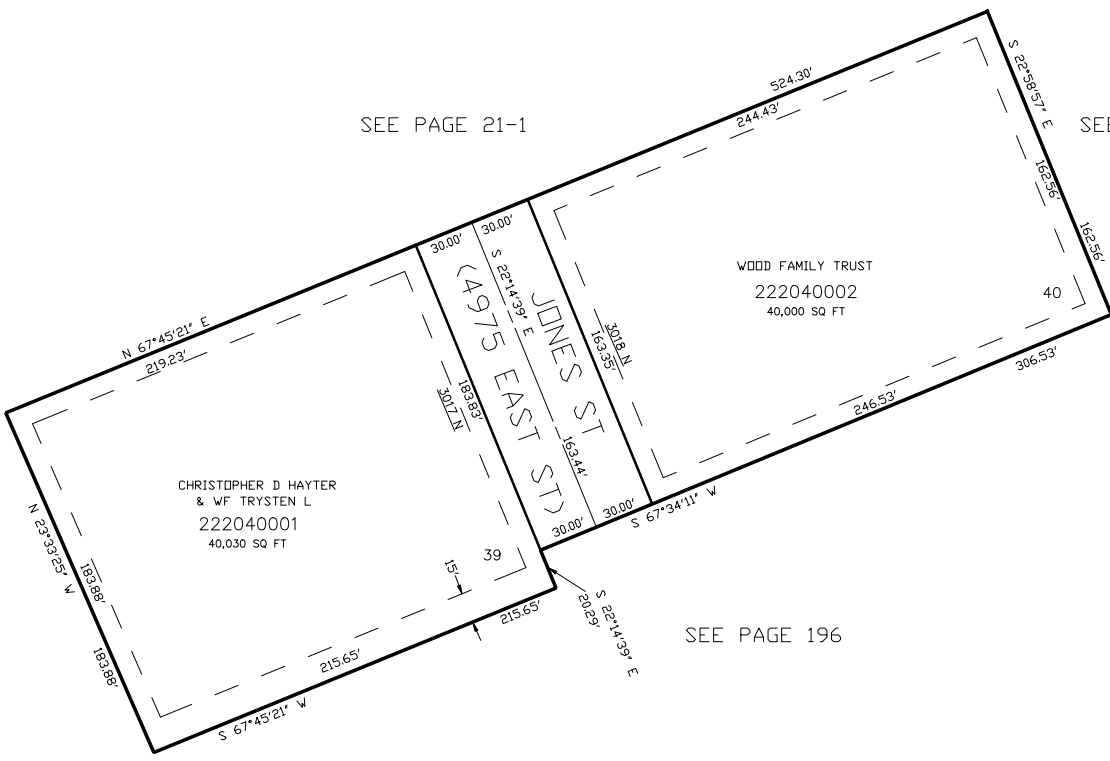 SEE PAGE 21-1
524.30'
244.43'
S 22°58'57" E
SEE
162.56'
162.56'
30.00'
30.00'
S 22°14'39" E
JONES ST
(4975 EAST ST)
WOOD FAMILY TRUST
222040002
40,000 SQ FT
40
3018 N
163.35'
N 67°45'21" E
219.23'
183.83'
3017 N
163.44'
306.53'
246.53'
CHRISTOPHER D HAYTER
& WF TRYSTEN L
222040001
40,030 SQ FT
39
30.00'
30.00'
S 67°34'11" W
N 23°33'25" W
183.88'
183.88'
15'
215.65'
215.65'
S 67°45'21" W
S 22°14'39" E
20.29'
SEE PAGE 196